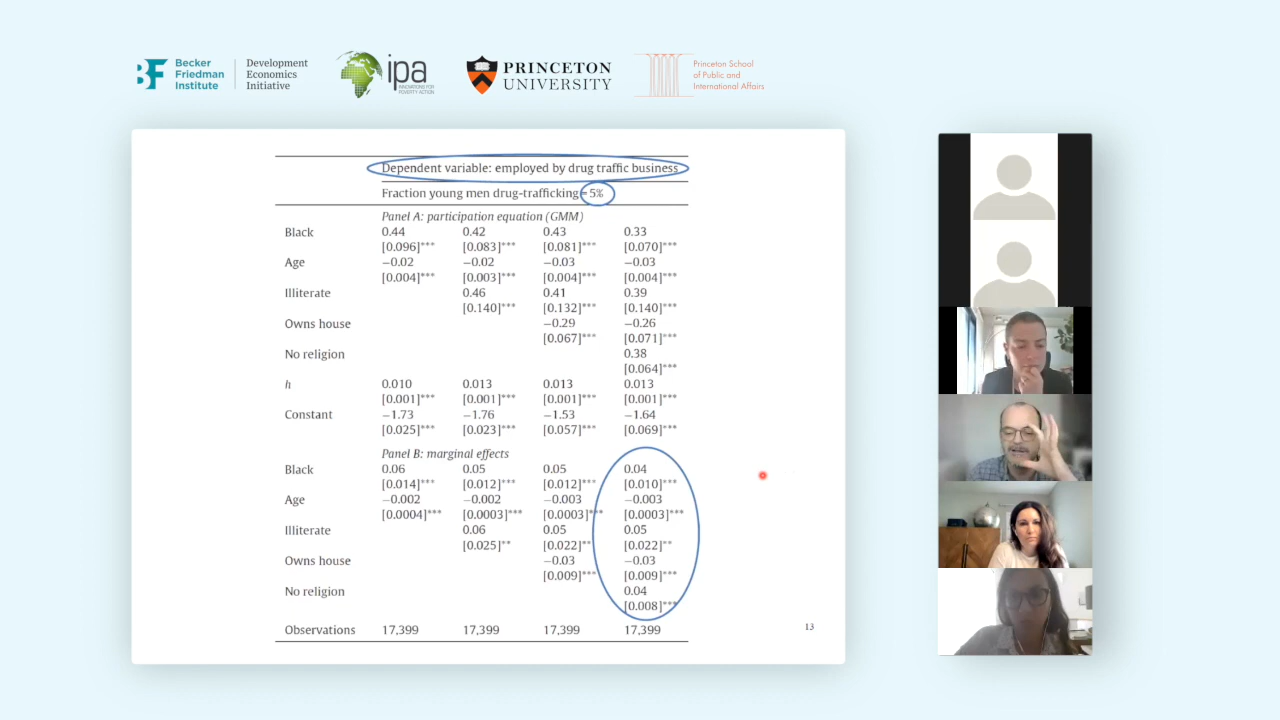 Becker
Friedman
Institute
Development
Economics
Initiative
ipa
INNOVATIONS FOR
POVERTY ACTION
PRINCETON
UNIVERSITY
Princeton School
of Public and
International Affairs
Dependent variable: employed by drug traffic business
Fraction young men drug-trafficking = 5%
Panel A: participation equation (GMM)
Black 0.44 0.42 0.43 0.33
[0.096]*** [0.083]*** [0.081]*** [0.070]***
Age −0.02 −0.02 −0.03 −0.03
[0.004]*** [0.003]*** [0.004]*** [0.004]***
Illiterate 0.46 0.41 0.39
[0.140]*** [0.132]*** [0.140]***
Owns house −0.29 −0.26
[0.067]*** [0.071]***
No religion 0.38
[0.064]***
h 0.010 0.013 0.013 0.013
[0.001]*** [0.001]*** [0.001]*** [0.001]***
Constant −1.73 −1.76 −1.53 −1.64
[0.025]*** [0.023]*** [0.057]*** [0.069]***
Panel B: marginal effects
Black 0.06 0.05 0.05 0.04
[0.014]*** [0.012]*** [0.012]*** [0.010]***
Age −0.002 −0.002 −0.003 −0.003
[0.0004]*** [0.0003]*** [0.0003]*** [0.0003]***
Illiterate 0.06 0.05 0.05
[0.025]** [0.022]** [0.022]**
Owns house −0.03 −0.03
[0.009]*** [0.009]***
No religion 0.04
[0.008]***
Observations 17,399 17,399 17,399 17,399
13